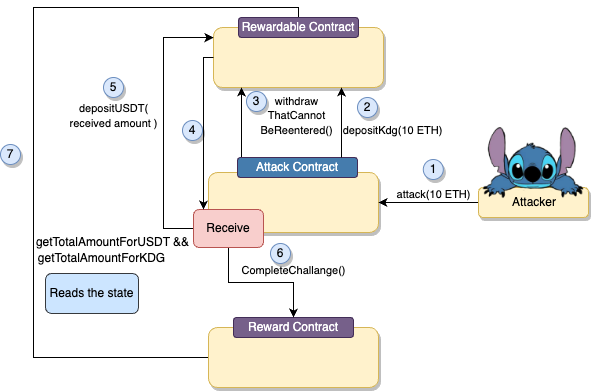 Rewardable Contract
5
depositUSDT(
received amount )
3
withdraw
ThatCannot
BeReentered()
2
depositKdg(10 ETH)
4
7
1
attack(10 ETH)
Attack Contract
Attacker
Receive
getTotalAmountForUSDT &&
getTotalAmountForKDG
6
CompleteChallange()
Reads the state
Reward Contract